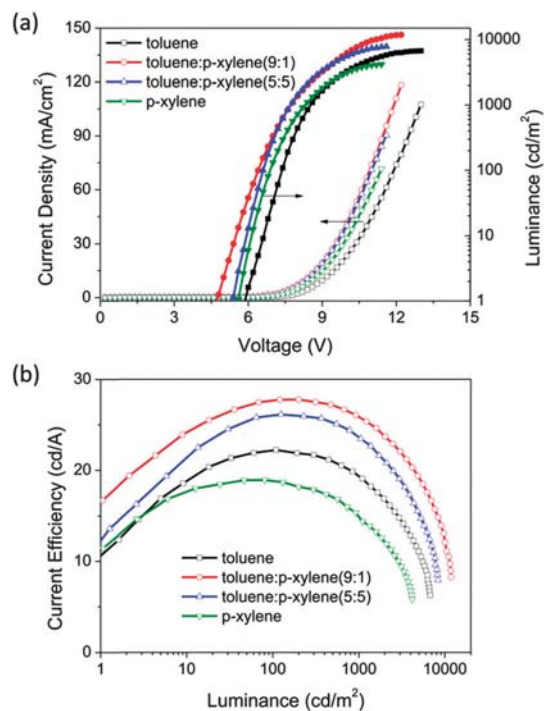 (a)
150
120
90
60
30
0
Current Density (mA/cm²)
toluene
toluene:p-xylene(9:1)
toluene:p-xylene(5:5)
p-xylene
10000
1000
100
10
1
Luminance (cd/m²)
0 3 6 9 12 15
Voltage (V)
(b)
30
20
10
0
Current Efficiency (cd/A)
toluene
toluene:p-xylene(9:1)
toluene:p-xylene(5:5)
p-xylene
1 10 100 1000 10000
Luminance (cd/m²)